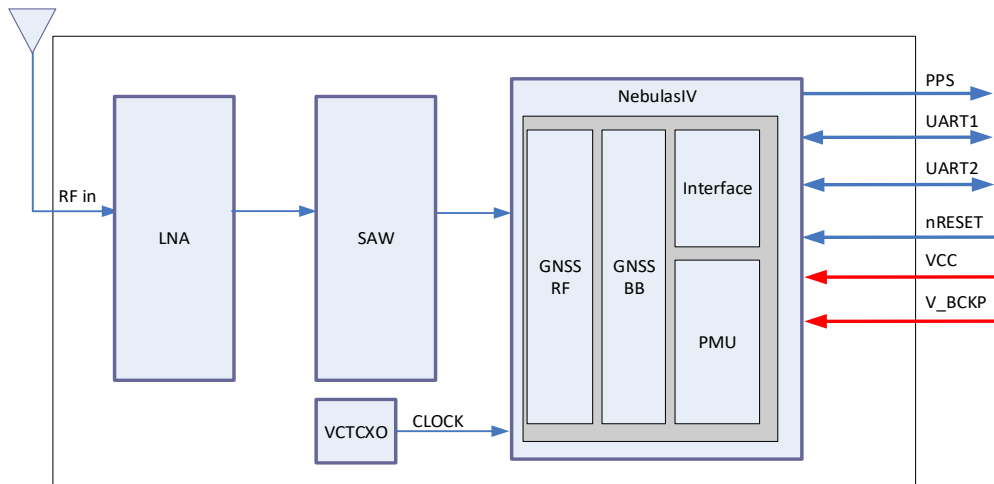 PPS
NebulasIV
UART1
UART2
Interface
RF in
nRESET
LNA
SAW
VCC
GNSS
RF
GNSS
BB
V_BCKP
PMU
CLOCK
VCTCXO